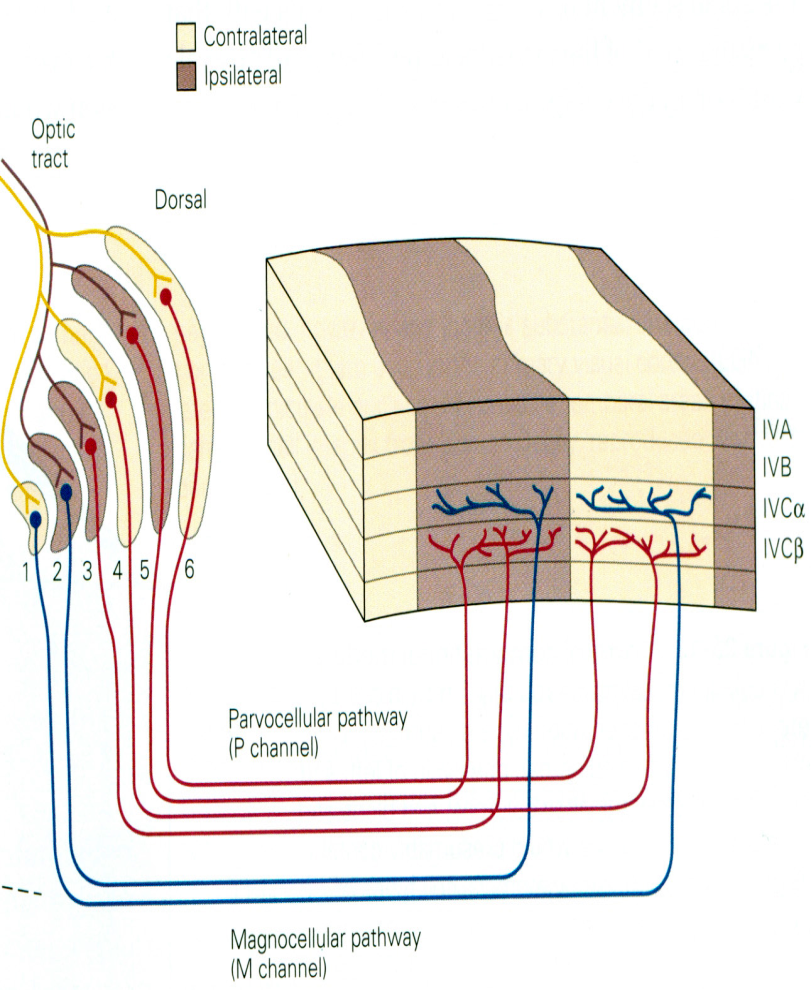 Contralateral
Ipsilateral
Optic
tract
Dorsal
IVA
IVB
IVCα
IVCβ
1 2 3 4 5 6
Parvocellular pathway
(P channel)
Magnocellular pathway
(M channel)